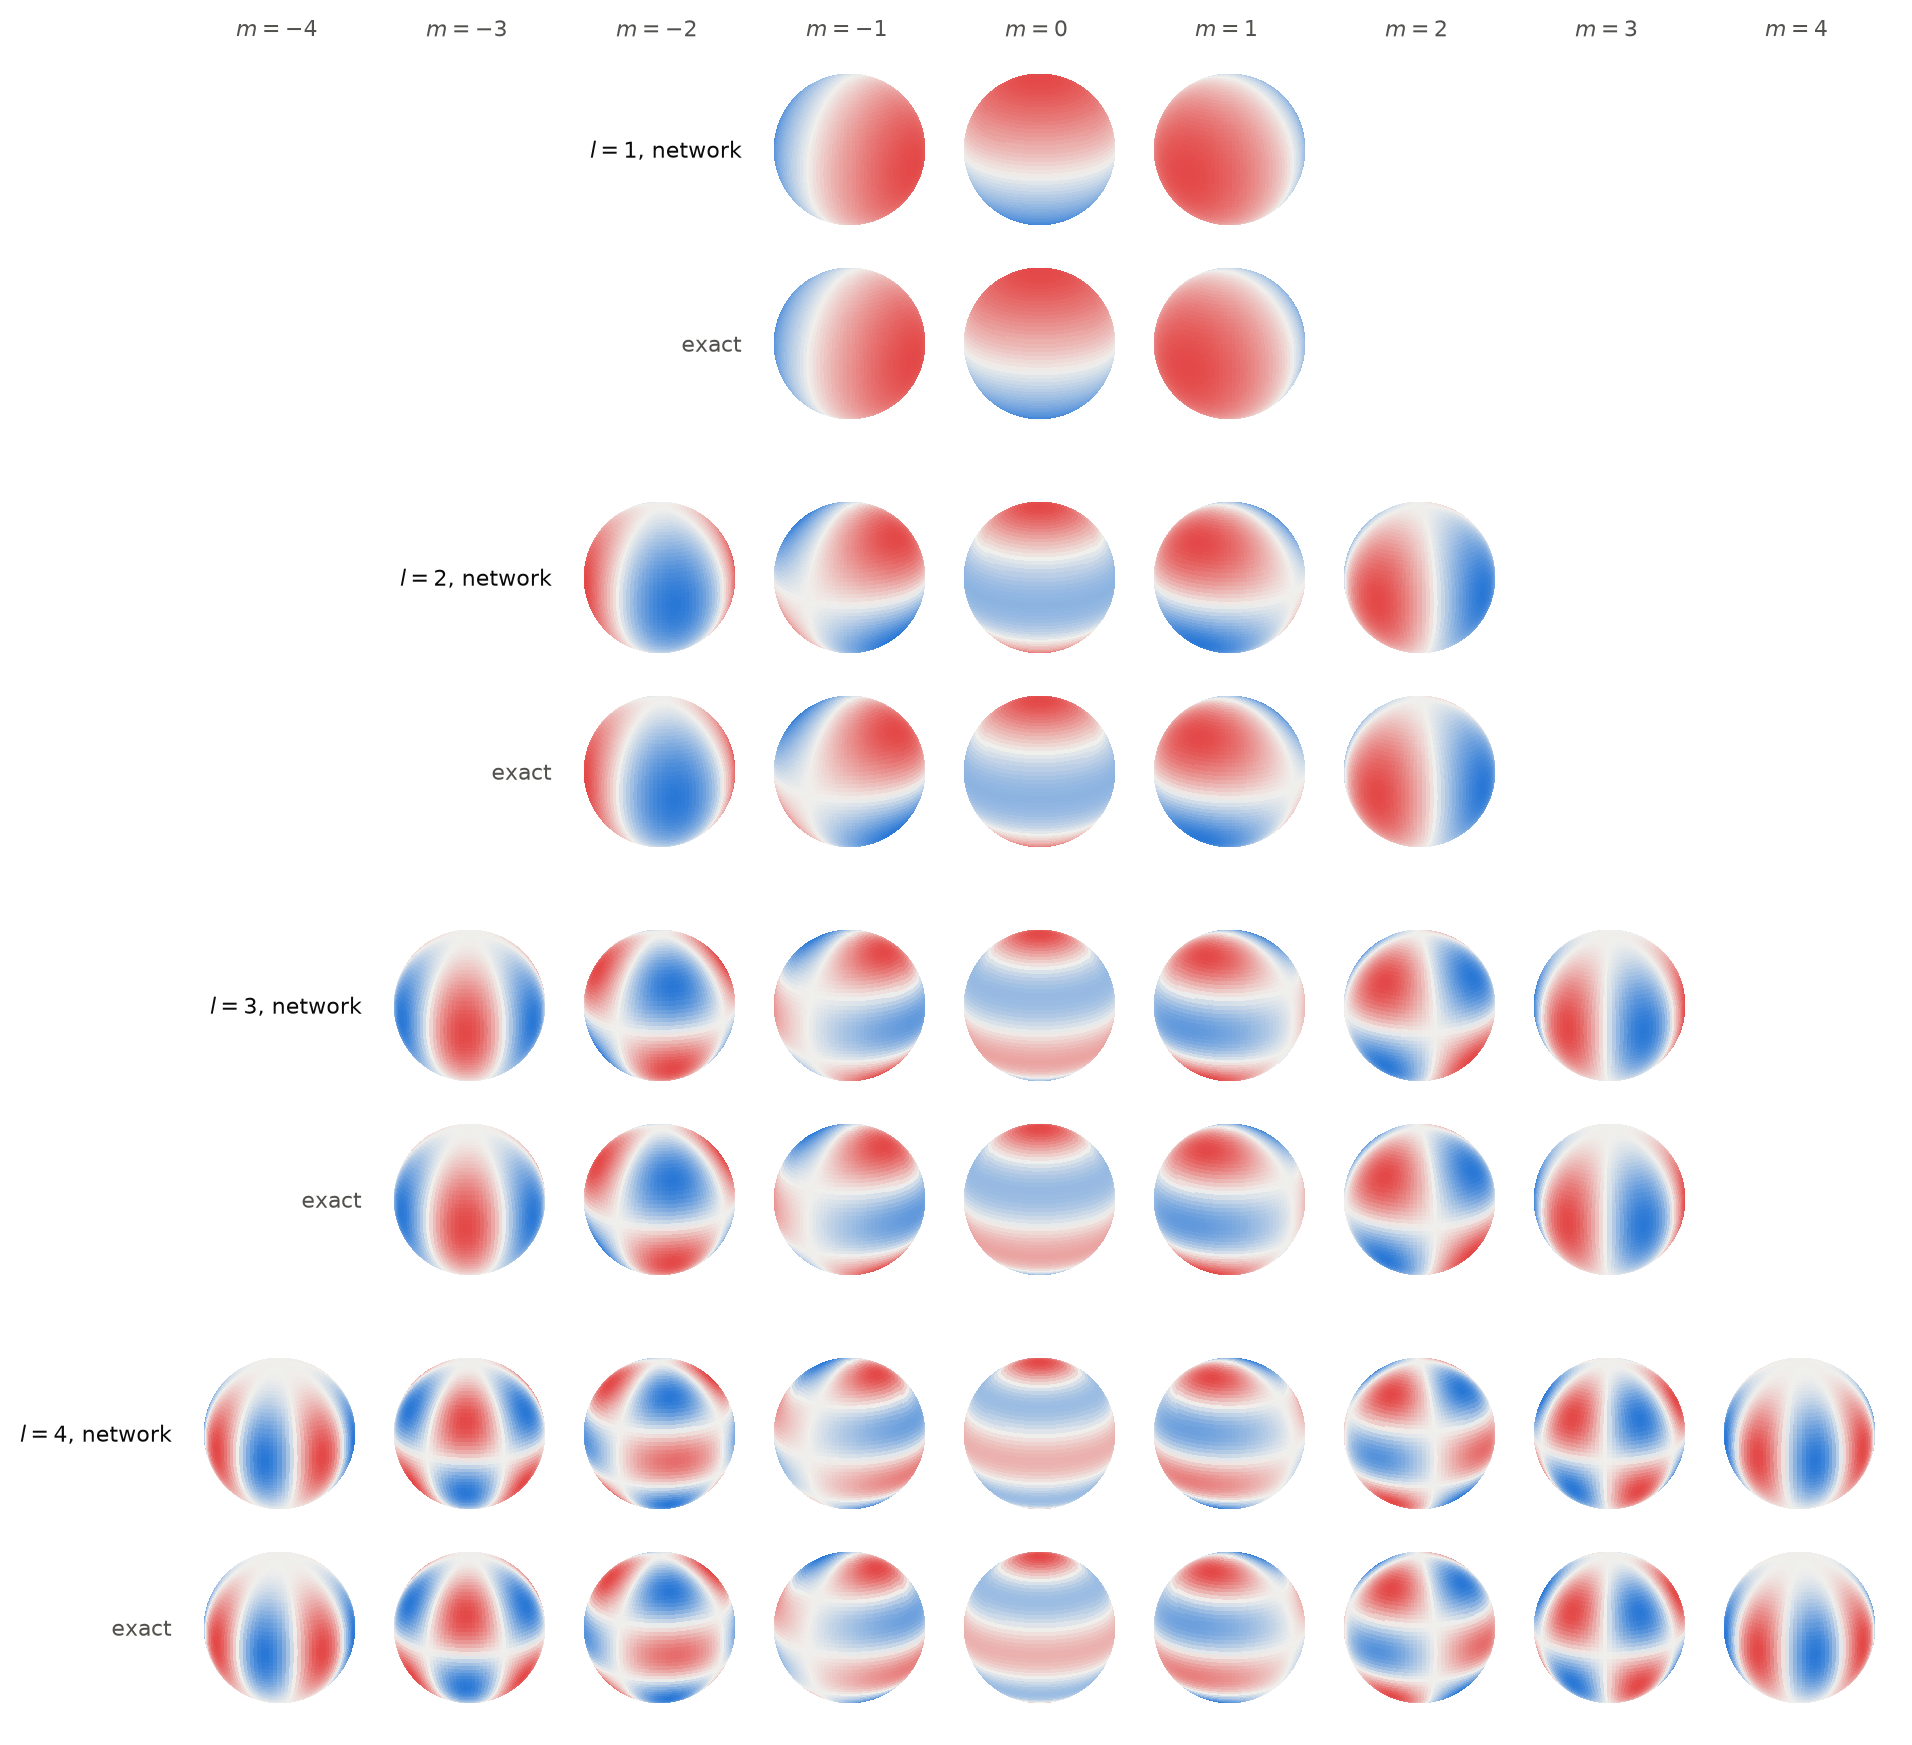 m = −4 m = −3 m = −2 m = −1 m = 0 m = 1 m = 2 m = 3 m = 4
l = 1, network
exact
l = 2, network
exact
l = 3, network
exact
l = 4, network
exact